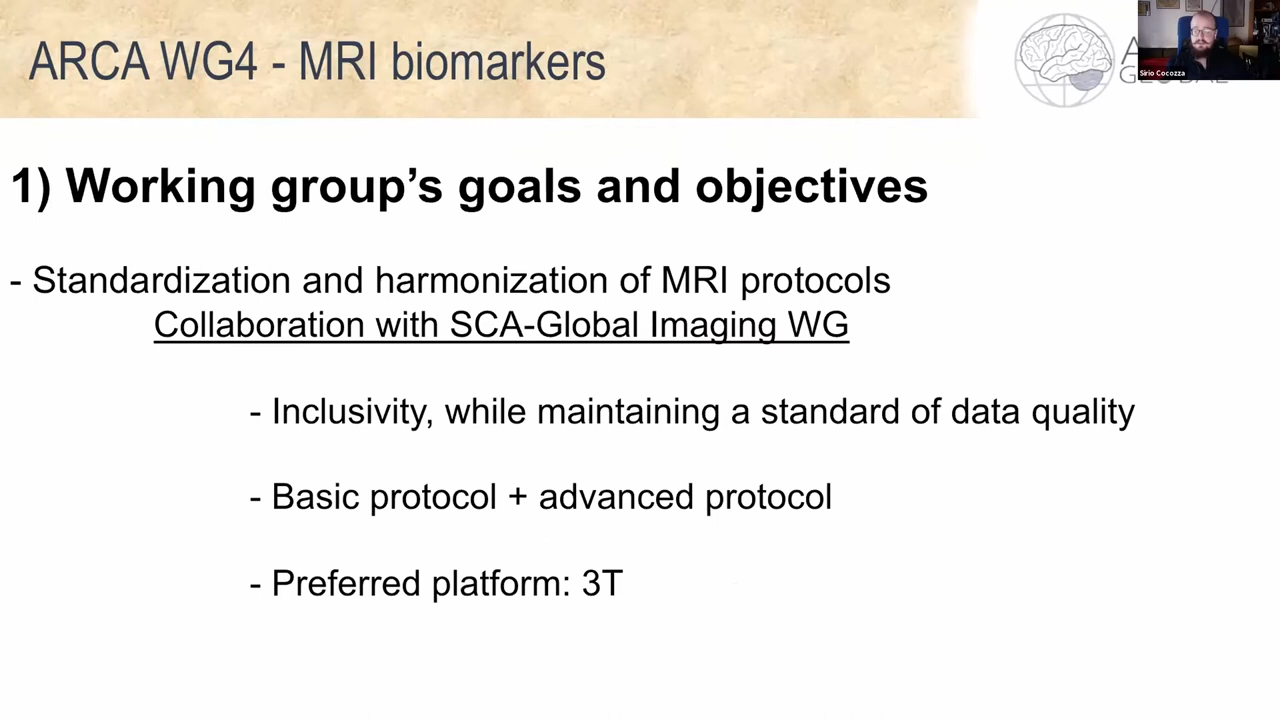 ARCA WG4 - MRI biomarkers
Sirio Cocozza
1) Working group's goals and objectives
- Standardization and harmonization of MRI protocols
Collaboration with SCA-Global Imaging WG
- Inclusivity, while maintaining a standard of data quality
- Basic protocol + advanced protocol
- Preferred platform: 3T